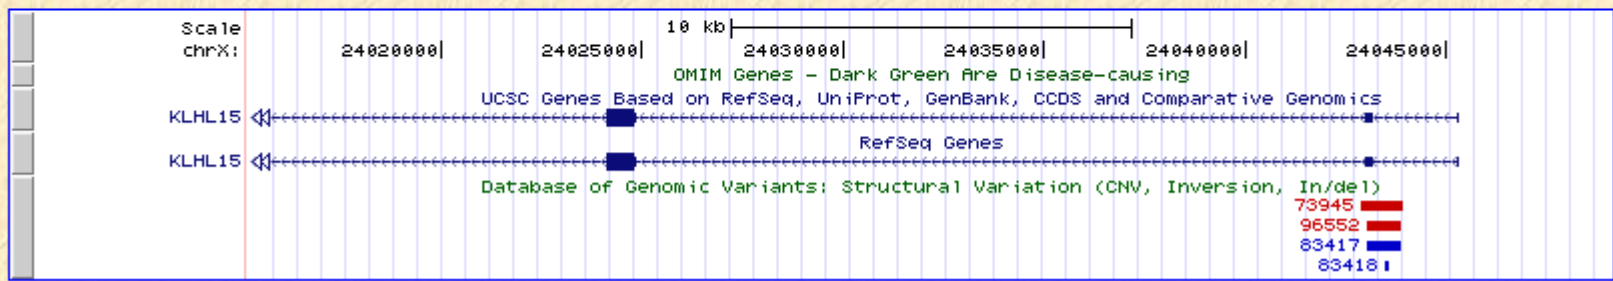 Scale 10 kb
chrX: 24020000 24025000 24030000 24035000 24040000 24045000
OMIM Genes - Dark Green Are Disease-causing
UCSC Genes Based on RefSeq, UniProt, GenBank, CCDS and Comparative Genomics
KLHL15
RefSeq Genes
KLHL15
Database of Genomic Variants: Structural Variation (CNV, Inversion, In/del)
73945
96552
83417
83418